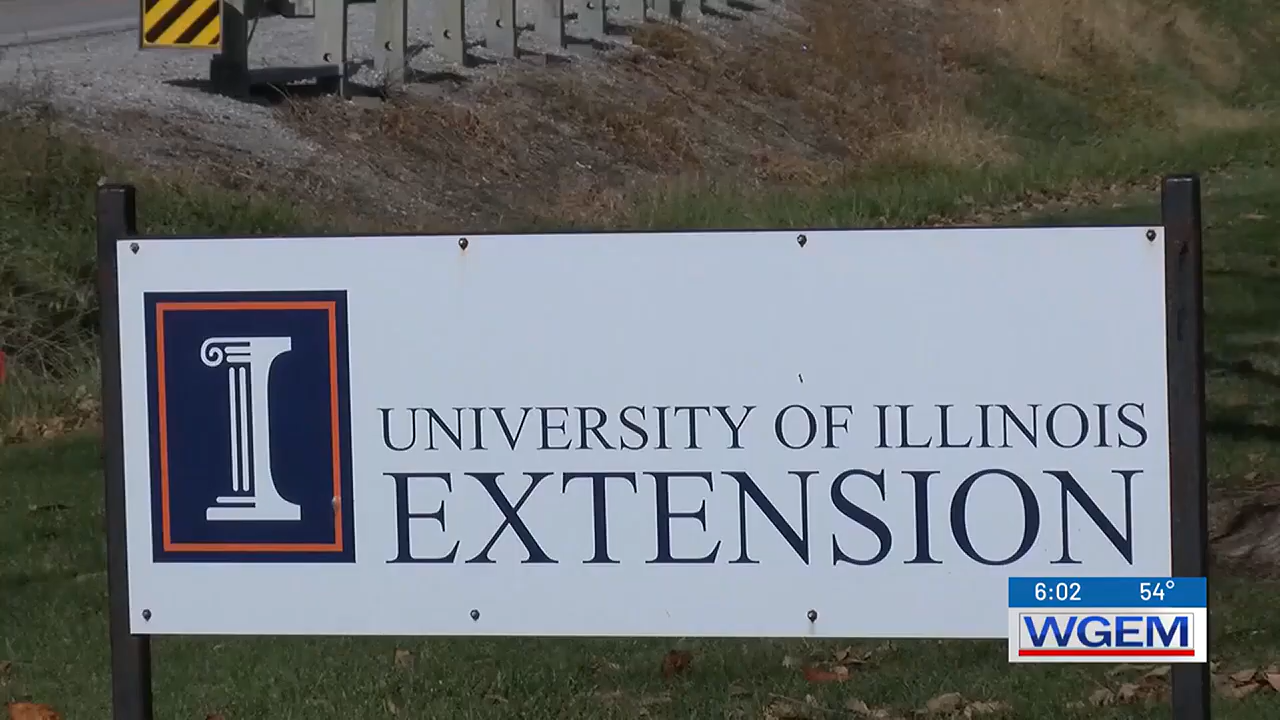 I
UNIVERSITY OF ILLINOIS
EXTENSION
6:02 54°
WGEM